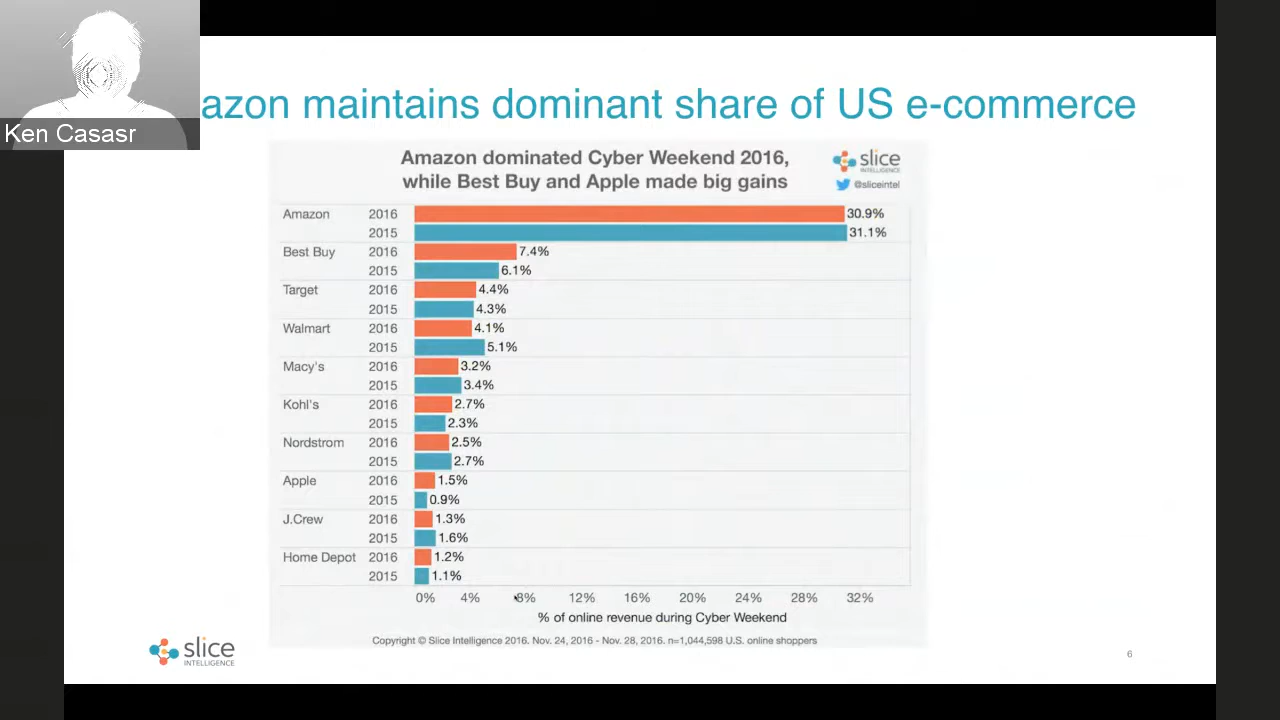 Ken Casasr
azon maintains dominant share of US e-commerce
Amazon dominated Cyber Weekend 2016,
while Best Buy and Apple made big gains
slice
INTELLIGENCE
@sliceintel
Amazon 2016 30.9%
2015 31.1%
Best Buy 2016 7.4%
2015 6.1%
Target 2016 4.4%
2015 4.3%
Walmart 2016 4.1%
2015 5.1%
Macy's 2016 3.2%
2015 3.4%
Kohl's 2016 2.7%
2015 2.3%
Nordstrom 2016 2.5%
2015 2.7%
Apple 2016 1.5%
2015 0.9%
J.Crew 2016 1.3%
2015 1.6%
Home Depot 2016 1.2%
2015 1.1%
0% 4% 8% 12% 16% 20% 24% 28% 32%
% of online revenue during Cyber Weekend
Copyright © Slice Intelligence 2016. Nov. 24, 2016 - Nov. 28, 2016. n=1,044,598 U.S. online shoppers
slice
INTELLIGENCE
6